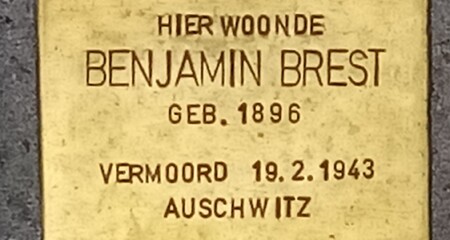 HIER WOONDE
BENJAMIN BREST
GEB. 1896
VERMOORD 19.2.1943
AUSCHWITZ